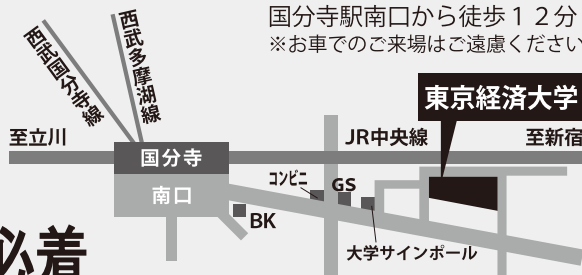 国分寺駅南口から徒歩１２分
※お車でのご来場はご遠慮ください
西武国分寺線
西武多摩湖線
東京経済大学
至立川
JR中央線
至新宿
国分寺
南口
コンビニ
GS
BK
大学サインポール
必着